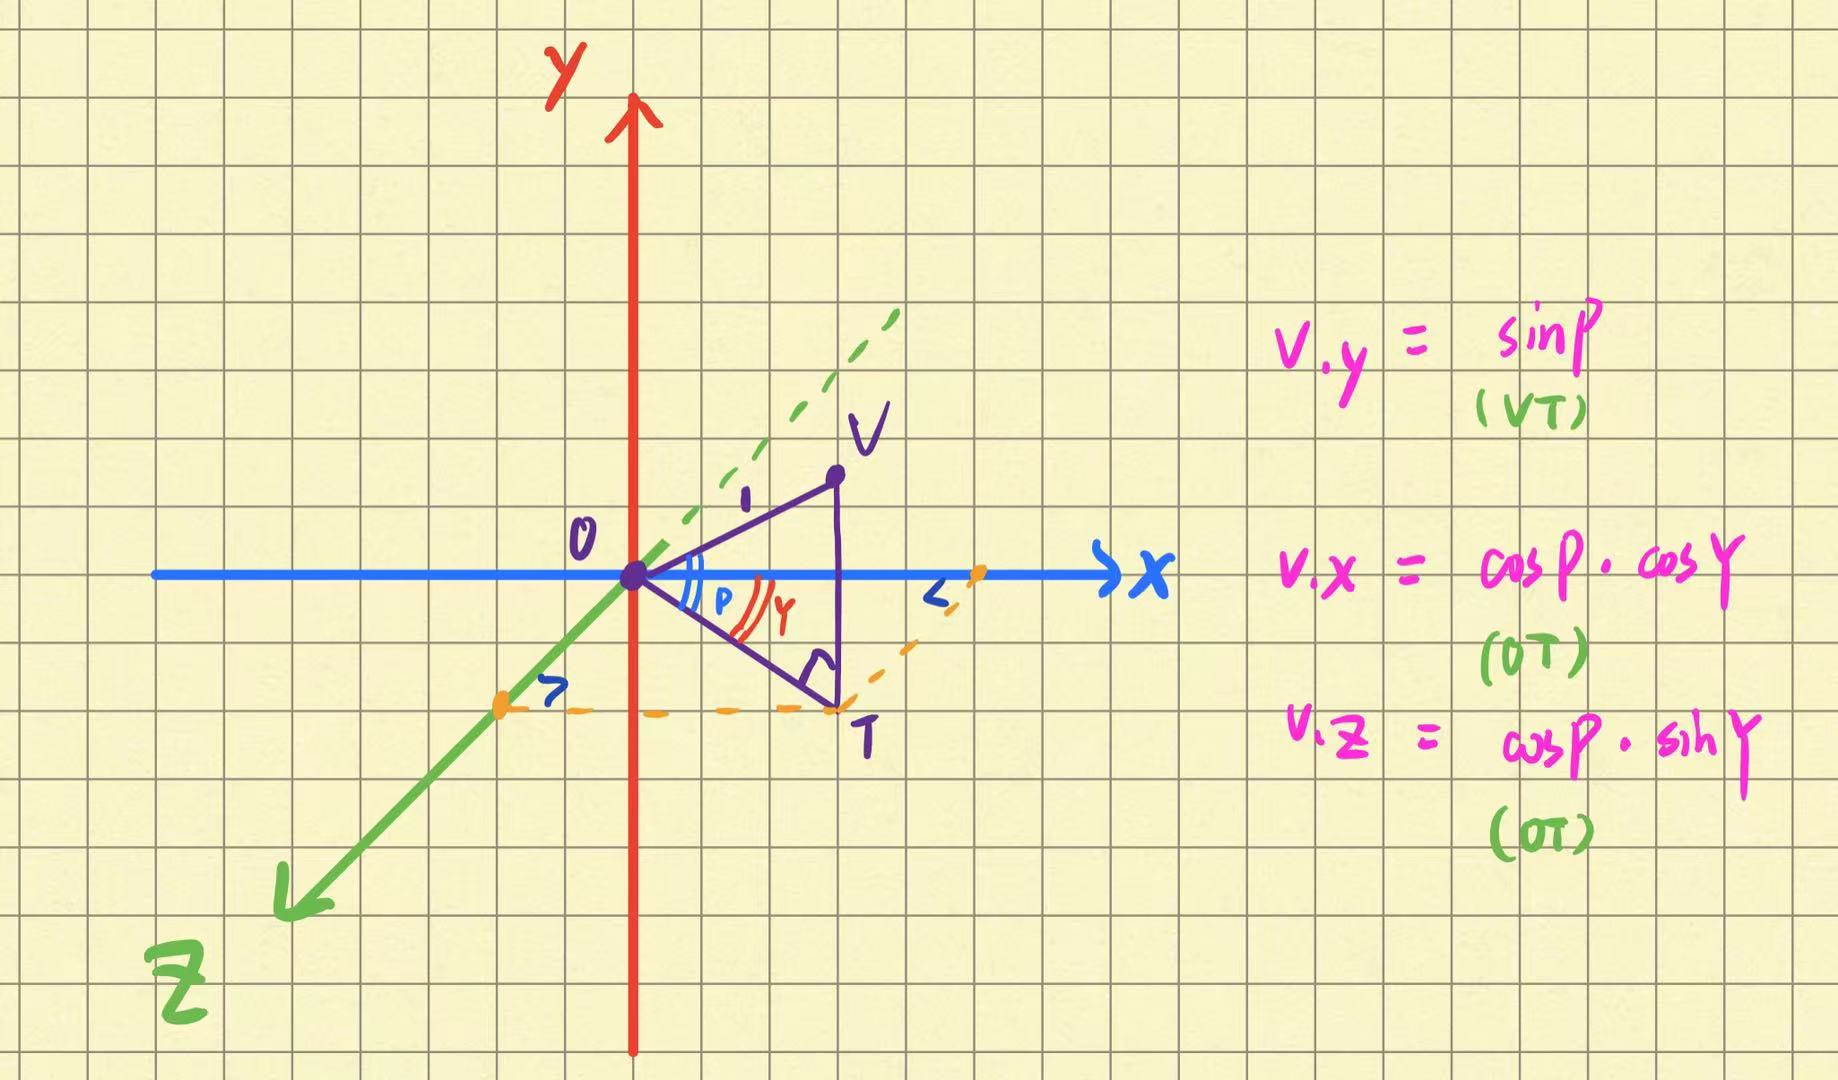 Y
V
1
O
X
P
Y
T
Z
V.y = sinP
(VT)
V.x = cosP · cosY
(OT)
V.z = cosP · sinY
(OT)